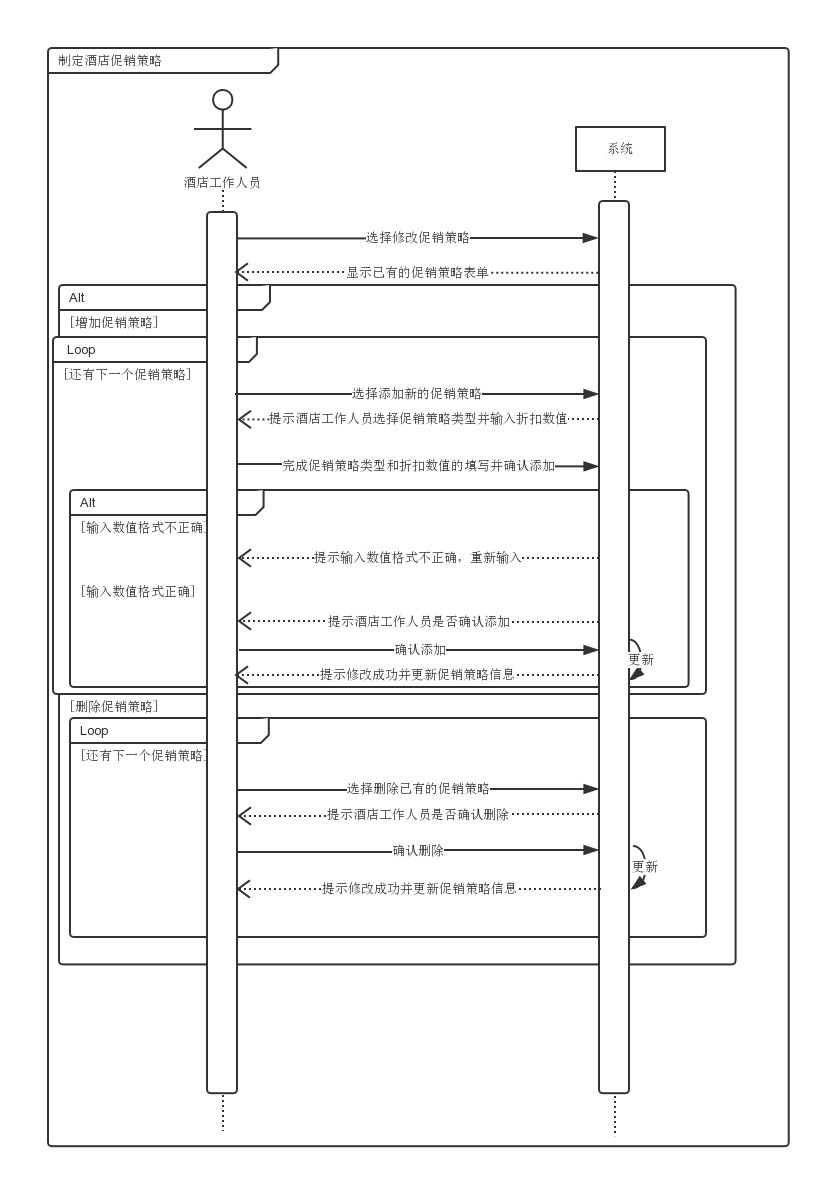 制定酒店促销策略
酒店工作人员
系统
选择修改促销策略
显示已有的促销策略表单
Alt
[增加促销策略]
Loop
[还有下一个促销策略]
选择添加新的促销策略
提示酒店工作人员选择促销策略类型并输入折扣数值
完成促销策略类型和折扣数值的填写并确认添加
Alt
[输入数值格式不正确]
提示输入数值格式不正确，重新输入
[输入数值格式正确]
提示酒店工作人员是否确认添加
确认添加
更新
提示修改成功并更新促销策略信息
[删除促销策略]
Loop
[还有下一个促销策略]
选择删除已有的促销策略
提示酒店工作人员是否确认删除
确认删除
更新
提示修改成功并更新促销策略信息